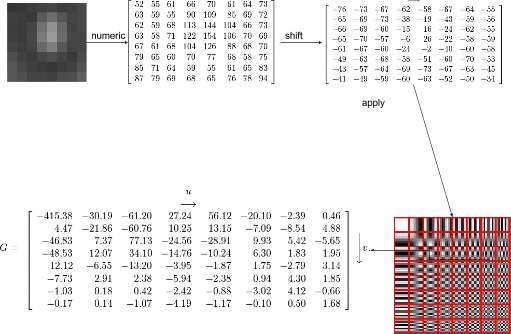 52 55 61 66 70 61 64 73
63 59 55 90 109 85 69 72
62 59 68 113 144 104 66 73
63 58 71 122 154 106 70 69
67 61 68 104 126 88 68 70
79 65 60 70 77 68 58 75
85 71 64 59 55 61 65 83
87 79 69 68 65 76 78 94
numeric
shift
−76 −73 −67 −62 −58 −67 −64 −55
−65 −69 −73 −38 −19 −43 −59 −56
−66 −69 −60 −15 16 −24 −62 −55
−65 −70 −57 −6 26 −22 −58 −59
−61 −67 −60 −24 −2 −40 −60 −58
−49 −63 −68 −58 −51 −60 −70 −53
−43 −57 −64 −69 −73 −67 −63 −45
−41 −49 −59 −60 −63 −52 −50 −34
apply
u
−415.38 −30.19 −61.20 27.24 56.12 −20.10 −2.39 0.46
4.47 −21.86 −60.76 10.25 13.15 −7.09 −8.54 4.88
−46.83 7.37 77.13 −24.56 −28.91 9.93 5.42 −5.65
G = −48.53 12.07 34.10 −14.76 −10.24 6.30 1.83 1.95 v.
12.12 −6.55 −13.20 −3.95 −1.87 1.75 −2.79 3.14
−7.73 2.91 2.38 −5.94 −2.38 0.94 4.30 1.85
−1.03 0.18 0.42 −2.42 −0.88 −3.02 4.12 −0.66
−0.17 0.14 −1.07 −4.19 −1.17 −0.10 0.50 1.68